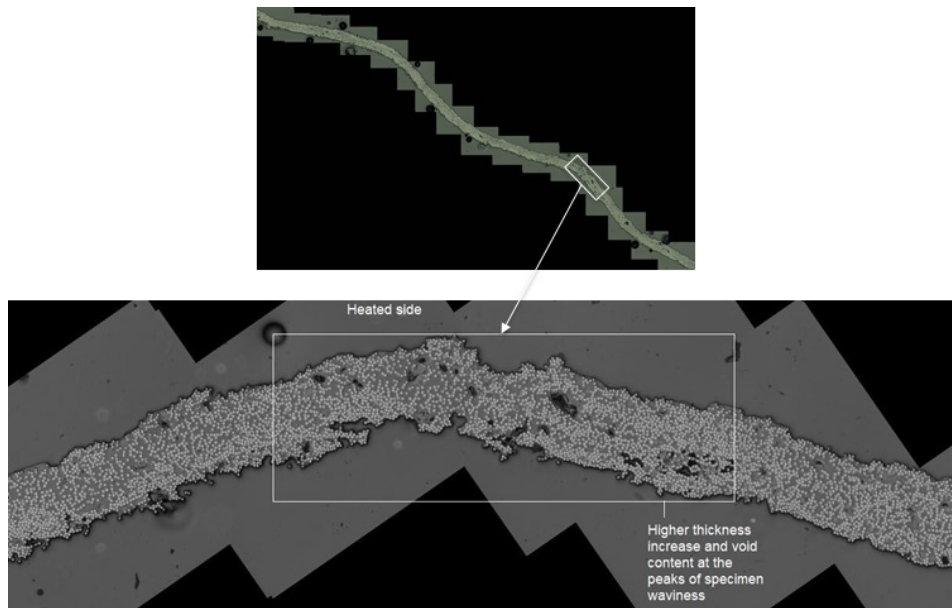 Heated side
Higher thickness
increase and void
content at the
peaks of specimen
waviness